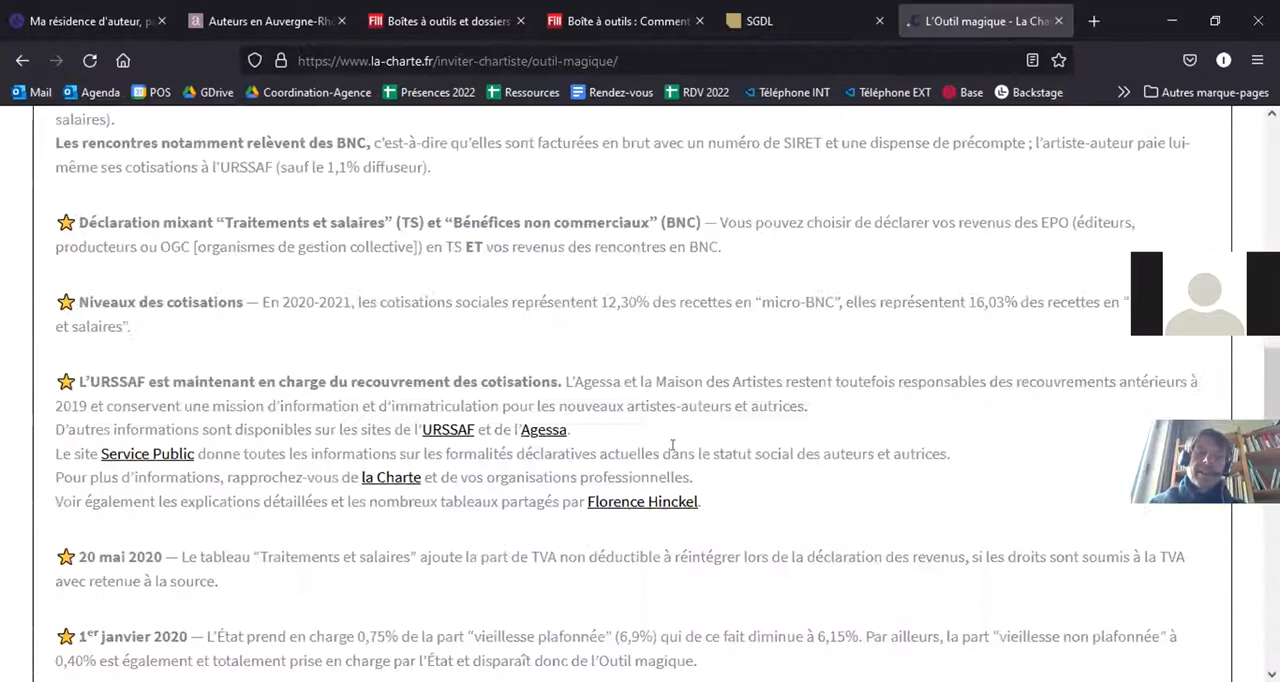 Ma résidence d'auteur, p
Auteurs en Auvergne-Rh
Boîtes à outils et dossiers
Boîte à outils : Comment
SGDL
L'Outil magique - La Cha
https://www.la-charte.fr/inviter-chartiste/outil-magique/
Mail
Agenda
POS
GDrive
Coordination-Agence
Présences 2022
Ressources
Rendez-vous
RDV 2022
Téléphone INT
Téléphone EXT
Base
Backstage
Autres marque-pages
salaires).
Les rencontres notamment relèvent des BNC, c'est-à-dire qu'elles sont facturées en brut avec un numéro de SIRET et une dispense de précompte ; l'artiste-auteur paie lui-
même ses cotisations à l'URSSAF (sauf le 1,1% diffuseur).
Déclaration mixant “Traitements et salaires” (TS) et “Bénéfices non commerciaux” (BNC) — Vous pouvez choisir de déclarer vos revenus des EPO (éditeurs,
producteurs ou OGC [organismes de gestion collective]) en TS ET vos revenus des rencontres en BNC.
Niveaux des cotisations — En 2020-2021, les cotisations sociales représentent 12,30% des recettes en “micro-BNC”, elles représentent 16,03% des recettes en “
et salaires”.
L'URSSAF est maintenant en charge du recouvrement des cotisations. L'Agessa et la Maison des Artistes restent toutefois responsables des recouvrements antérieurs à
2019 et conservent une mission d'information et d'immatriculation pour les nouveaux artistes-auteurs et autrices.
D'autres informations sont disponibles sur les sites de l'URSSAF et de l'Agessa.
Le site Service Public donne toutes les informations sur les formalités déclaratives actuelles dans le statut social des auteurs et autrices.
Pour plus d'informations, rapprochez-vous de la Charte et de vos organisations professionnelles.
Voir également les explications détaillées et les nombreux tableaux partagés par Florence Hinckel.
20 mai 2020 — Le tableau “Traitements et salaires” ajoute la part de TVA non déductible à réintégrer lors de la déclaration des revenus, si les droits sont soumis à la TVA
avec retenue à la source.
1er janvier 2020 — L'État prend en charge 0,75% de la part “vieillesse plafonnée” (6,9%) qui de ce fait diminue à 6,15%. Par ailleurs, la part “vieillesse non plafonnée” à
0,40% est également et totalement prise en charge par l'État et disparaît donc de l'Outil magique.